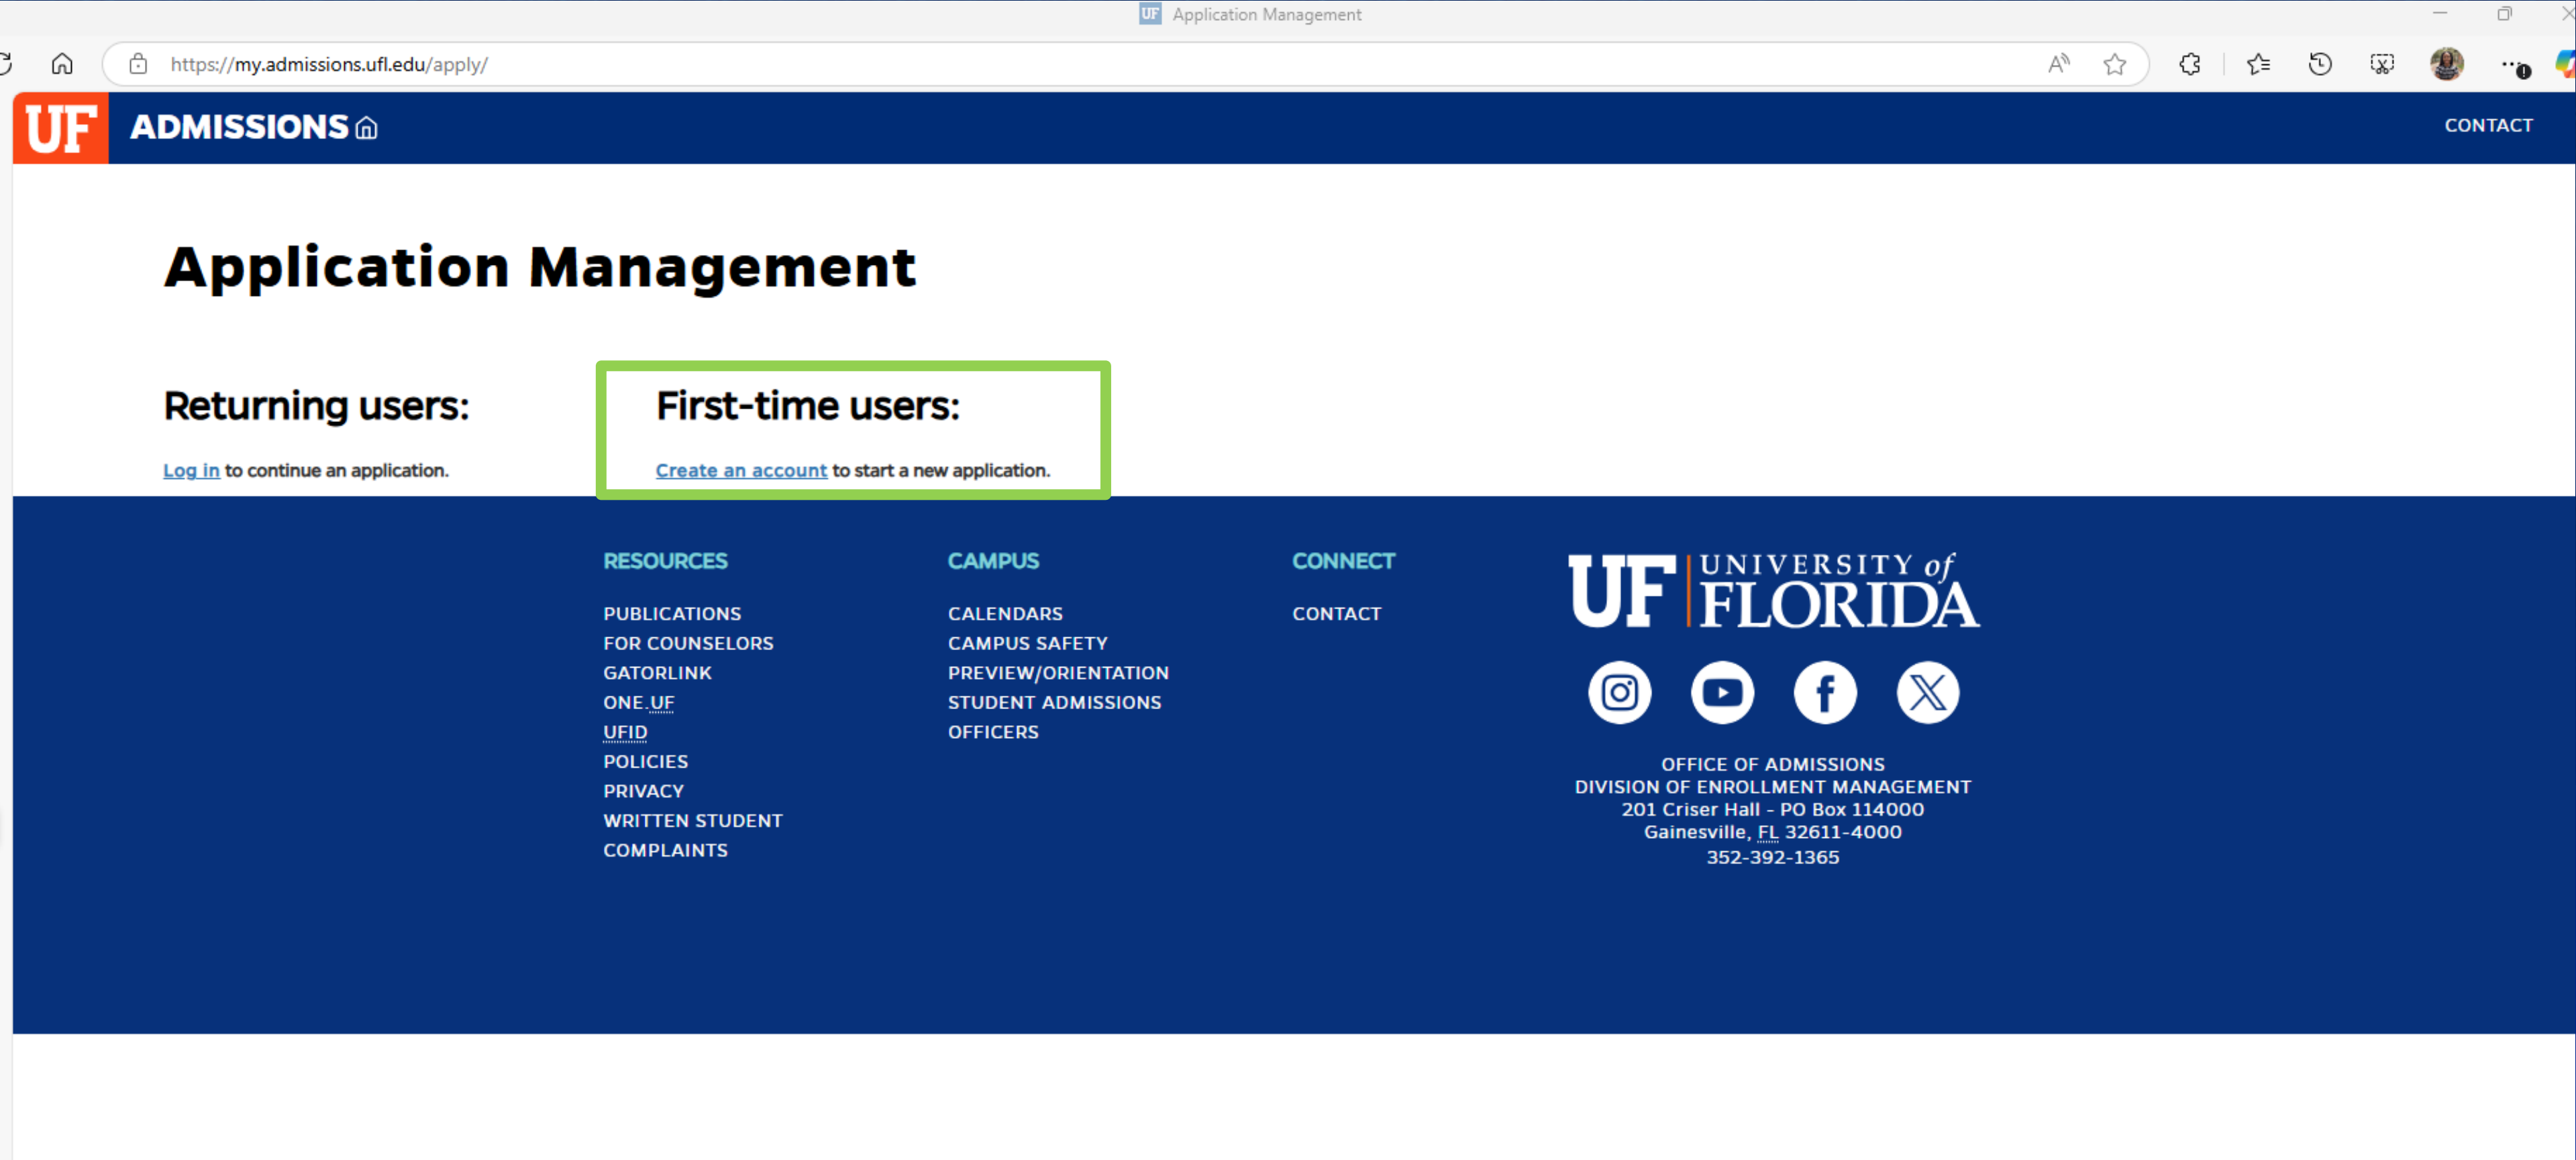 UF Application Management
https://my.admissions.ufl.edu/apply/
UF ADMISSIONS
CONTACT
Application Management
Returning users:
Log in to continue an application.
First-time users:
Create an account to start a new application.
RESOURCES
PUBLICATIONS
FOR COUNSELORS
GATORLINK
ONE.UF
UFID
POLICIES
PRIVACY
WRITTEN STUDENT
COMPLAINTS
CAMPUS
CALENDARS
CAMPUS SAFETY
PREVIEW/ORIENTATION
STUDENT ADMISSIONS
OFFICERS
CONNECT
CONTACT
UF UNIVERSITY of
FLORIDA
OFFICE OF ADMISSIONS
DIVISION OF ENROLLMENT MANAGEMENT
201 Criser Hall - PO Box 114000
Gainesville, FL 32611-4000
352-392-1365